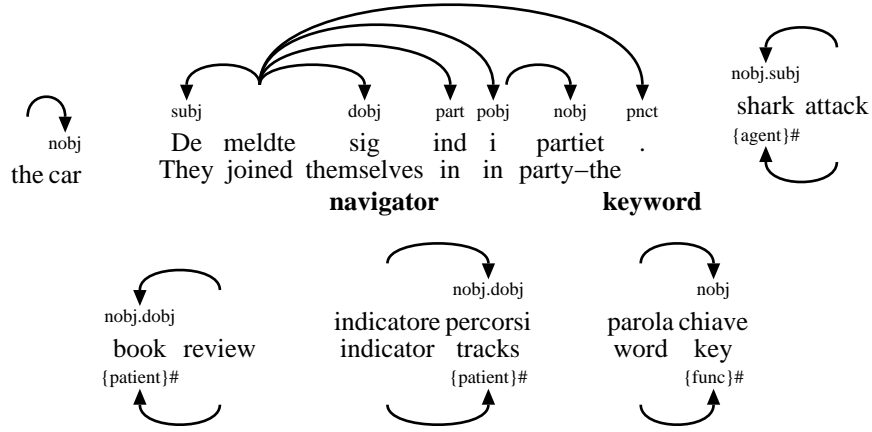 nobj
the car
subj dobj part pobj nobj pnct
De meldte sig ind i partiet .
They joined themselves in in party–the
nobj.subj
shark attack
{agent}#
nobj.dobj
book review
{patient}#
navigator
nobj.dobj
indicatore percorsi
indicator tracks
{patient}#
keyword
nobj
parola chiave
word key
{func}#